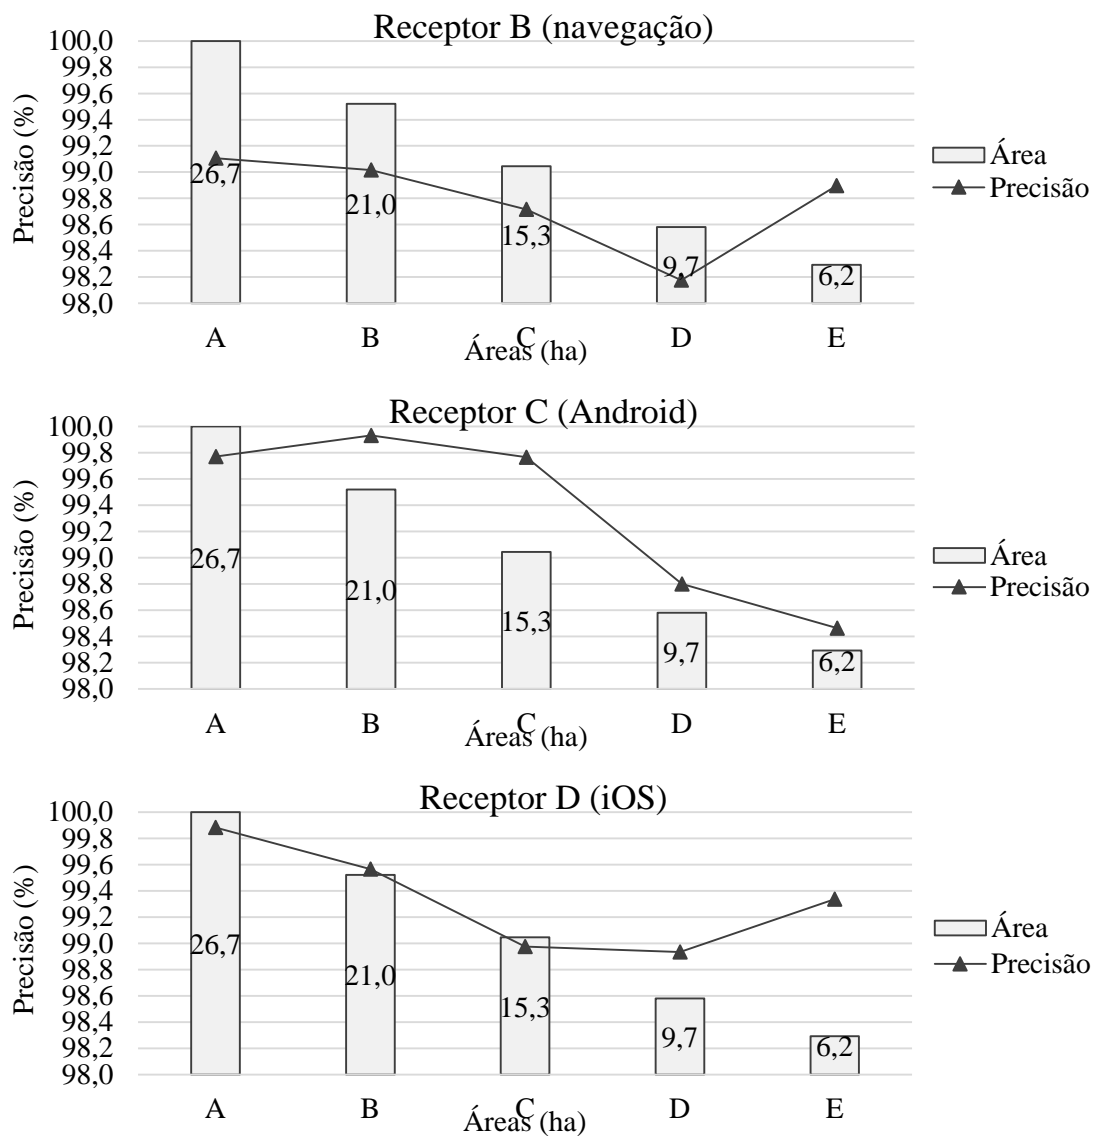 Receptor B (navegação)
Precisão (%)
100,0
99,8
99,6
99,4
99,2
99,0
98,8
98,6
98,4
98,2
98,0
26,7
21,0
15,3
9,7
6,2
A
B
C
D
E
Áreas (ha)
Área
Precisão
Receptor C (Android)
Precisão (%)
100,0
99,8
99,6
99,4
99,2
99,0
98,8
98,6
98,4
98,2
98,0
26,7
21,0
15,3
9,7
6,2
A
B
C
D
E
Áreas (ha)
Área
Precisão
Receptor D (iOS)
Precisão (%)
100,0
99,8
99,6
99,4
99,2
99,0
98,8
98,6
98,4
98,2
98,0
26,7
21,0
15,3
9,7
6,2
A
B
C
D
E
Áreas (ha)
Área
Precisão